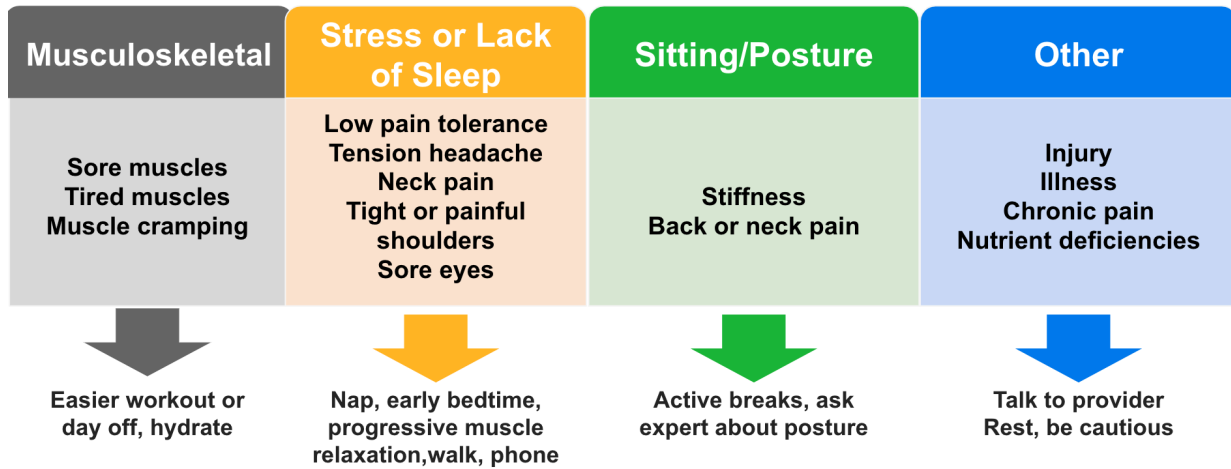 Musculoskeletal
Sore muscles
Tired muscles
Muscle cramping
Easier workout or
day off, hydrate
Stress or Lack
of Sleep
Low pain tolerance
Tension headache
Neck pain
Tight or painful
shoulders
Sore eyes
Nap, early bedtime,
progressive muscle
relaxation,walk, phone
Sitting/Posture
Stiffness
Back or neck pain
Active breaks, ask
expert about posture
Other
Injury
Illness
Chronic pain
Nutrient deficiencies
Talk to provider
Rest, be cautious